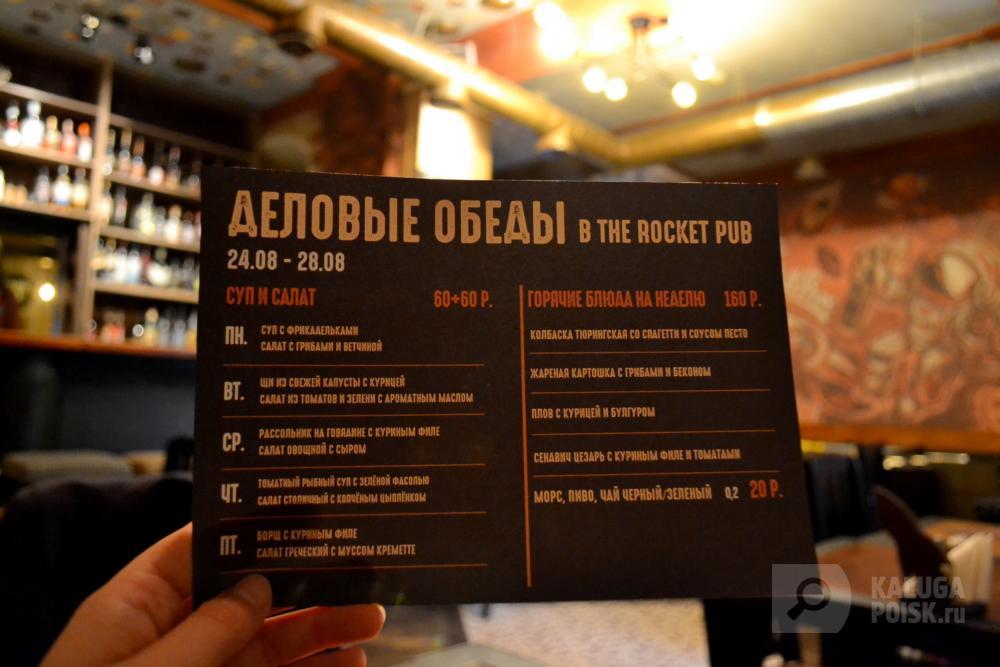 ДЕЛОВЫЕ ОБЕДЫ В THE ROCKET PUB
24.08 - 28.08
СУП И САЛАТ 60+60 Р.
ПН. СУП С ФРИКАДЕЛЬКАМИ
САЛАТ С ГРИБАМИ И ВЕТЧИНОЙ
ВТ. ЩИ ИЗ СВЕЖЕЙ КАПУСТЫ С КУРИЦЕЙ
САЛАТ ИЗ ТОМАТОВ И ЗЕЛЕНИ С АРОМАТНЫМ МАСЛОМ
СР. РАССОЛЬНИК НА ГОВЯДИНЕ С КУРИНЫМ ФИЛЕ
САЛАТ ОВОЩНОЙ С СЫРОМ
ЧТ. ТОМАТНЫЙ РЫБНЫЙ СУП С ЗЕЛЁНОЙ ФАСОЛЬЮ
САЛАТ СТОЛИЧНЫЙ С КОПЧЁНЫМ ЦЫПЛЁНКОМ
ПТ. БОРЩ С КУРИНЫМ ФИЛЕ
САЛАТ ГРЕЧЕСКИЙ С МУССОМ КРЕМЕТТЕ
ГОРЯЧИЕ БЛЮДА НА НЕДЕЛЮ 160 Р.
КОЛБАСКА ТЮРИНГСКАЯ СО СПАГЕТТИ И СОУСОМ ПЕСТО
ЖАРЕНАЯ КАРТОШКА С ГРИБАМИ И БЕКОНОМ
ПЛОВ С КУРИЦЕЙ И БУЛГУРОМ
СЕНДВИЧ ЦЕЗАРЬ С КУРИНЫМ ФИЛЕ И ТОМАТАМИ
МОРС, ПИВО, ЧАЙ ЧЕРНЫЙ/ЗЕЛЕНЫЙ 0,2 20 Р.
KALUGA
POISK.ru